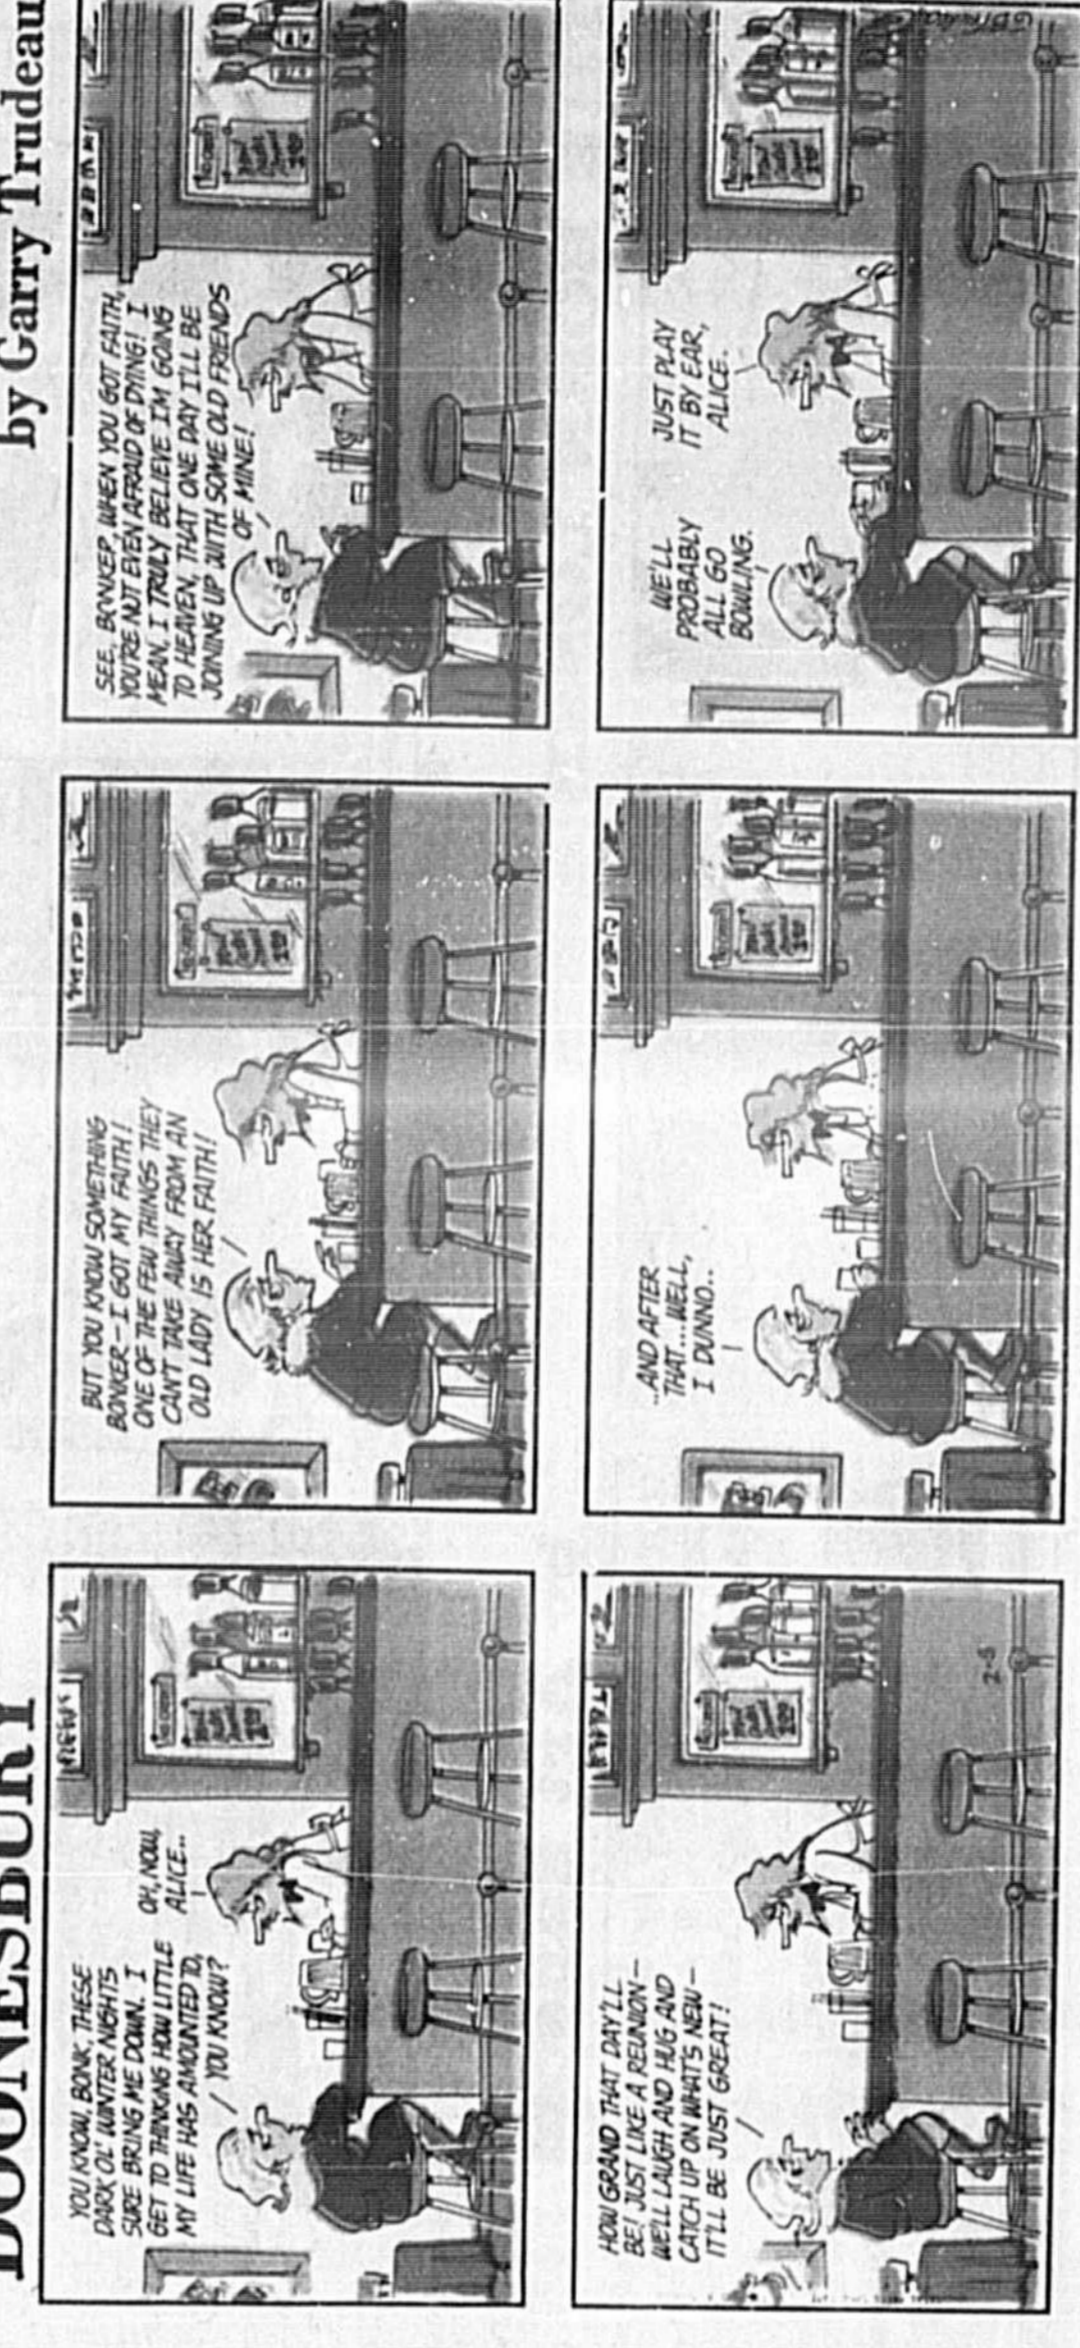 DOONESBURY
by Garry Trudeau
YOU KNOW, BONK, THESE
DARK OL' WINTER NIGHTS
SURE BRING ME DOWN. I
GET TO THINKING HOW LITTLE
MY LIFE HAS AMOUNTED TO,
YOU KNOW?
OH, NOW,
ALICE..
BUT YOU KNOW SOMETHING
BONKER – I GOT MY FAITH!
ONE OF THE FEW THINGS THEY
CAN'T TAKE AWAY FROM AN
OLD LADY IS HER FAITH!
SEE, BONKER, WHEN YOU GOT FAITH,
YOU'RE NOT EVEN AFRAID OF DYING! I
MEAN, I TRULY BELIEVE I'M GOING
TO HEAVEN, THAT ONE DAY I'LL BE
JOINING UP WITH SOME OLD FRIENDS
OF MINE!
HOW GRAND THAT DAY'LL
BE! JUST LIKE A REUNION –
WE'LL LAUGH AND HUG AND
CATCH UP ON WHAT'S NEW –
IT'LL BE JUST GREAT!
2-5
..AND AFTER
THAT...WELL,
I DUNNO..
WE'LL
PROBABLY
ALL GO
BOWLING.
JUST PLAY
IT BY EAR,
ALICE.